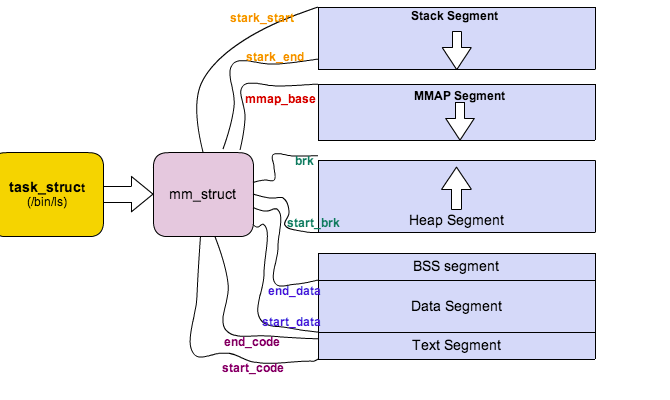 stark_start
Stack Segment
stark_end
mmap_base
MMAP Segment
brk
task_struct
(/bin/ls)
mm_struct
start_brk
Heap Segment
BSS segment
end_data
Data Segment
start_data
end_code
Text Segment
start_code